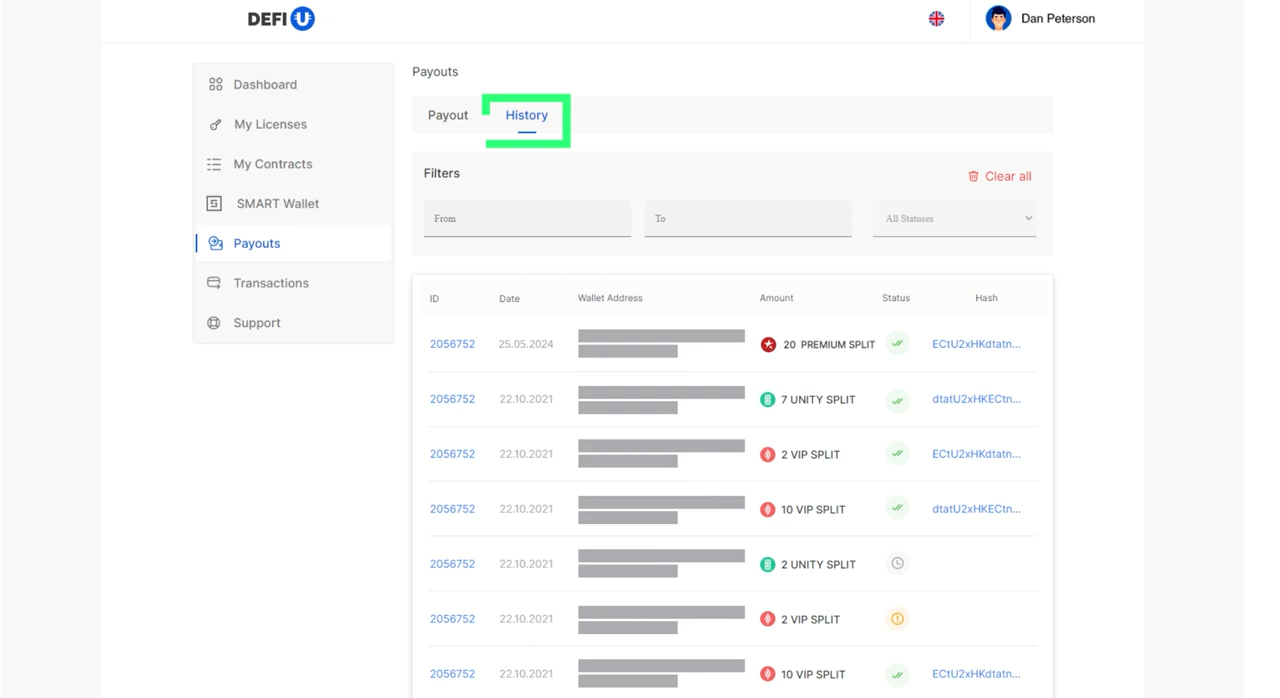 DEFI U
Dan Peterson
Dashboard
My Licenses
My Contracts
S SMART Wallet
Payouts
Transactions
Support
Payouts
Payout History
Filters
Clear all
From To All Statuses
ID Date Wallet Address Amount Status Hash
2056752 25.05.2024 20 PREMIUM SPLIT ECtU2xHKdtatn...
2056752 22.10.2021 7 UNITY SPLIT dtatU2xHKECtn...
2056752 22.10.2021 2 VIP SPLIT ECtU2xHKdtatn...
2056752 22.10.2021 10 VIP SPLIT dtatU2xHKECtn...
2056752 22.10.2021 2 UNITY SPLIT
2056752 22.10.2021 2 VIP SPLIT
2056752 22.10.2021 10 VIP SPLIT ECtU2xHKdtatn...